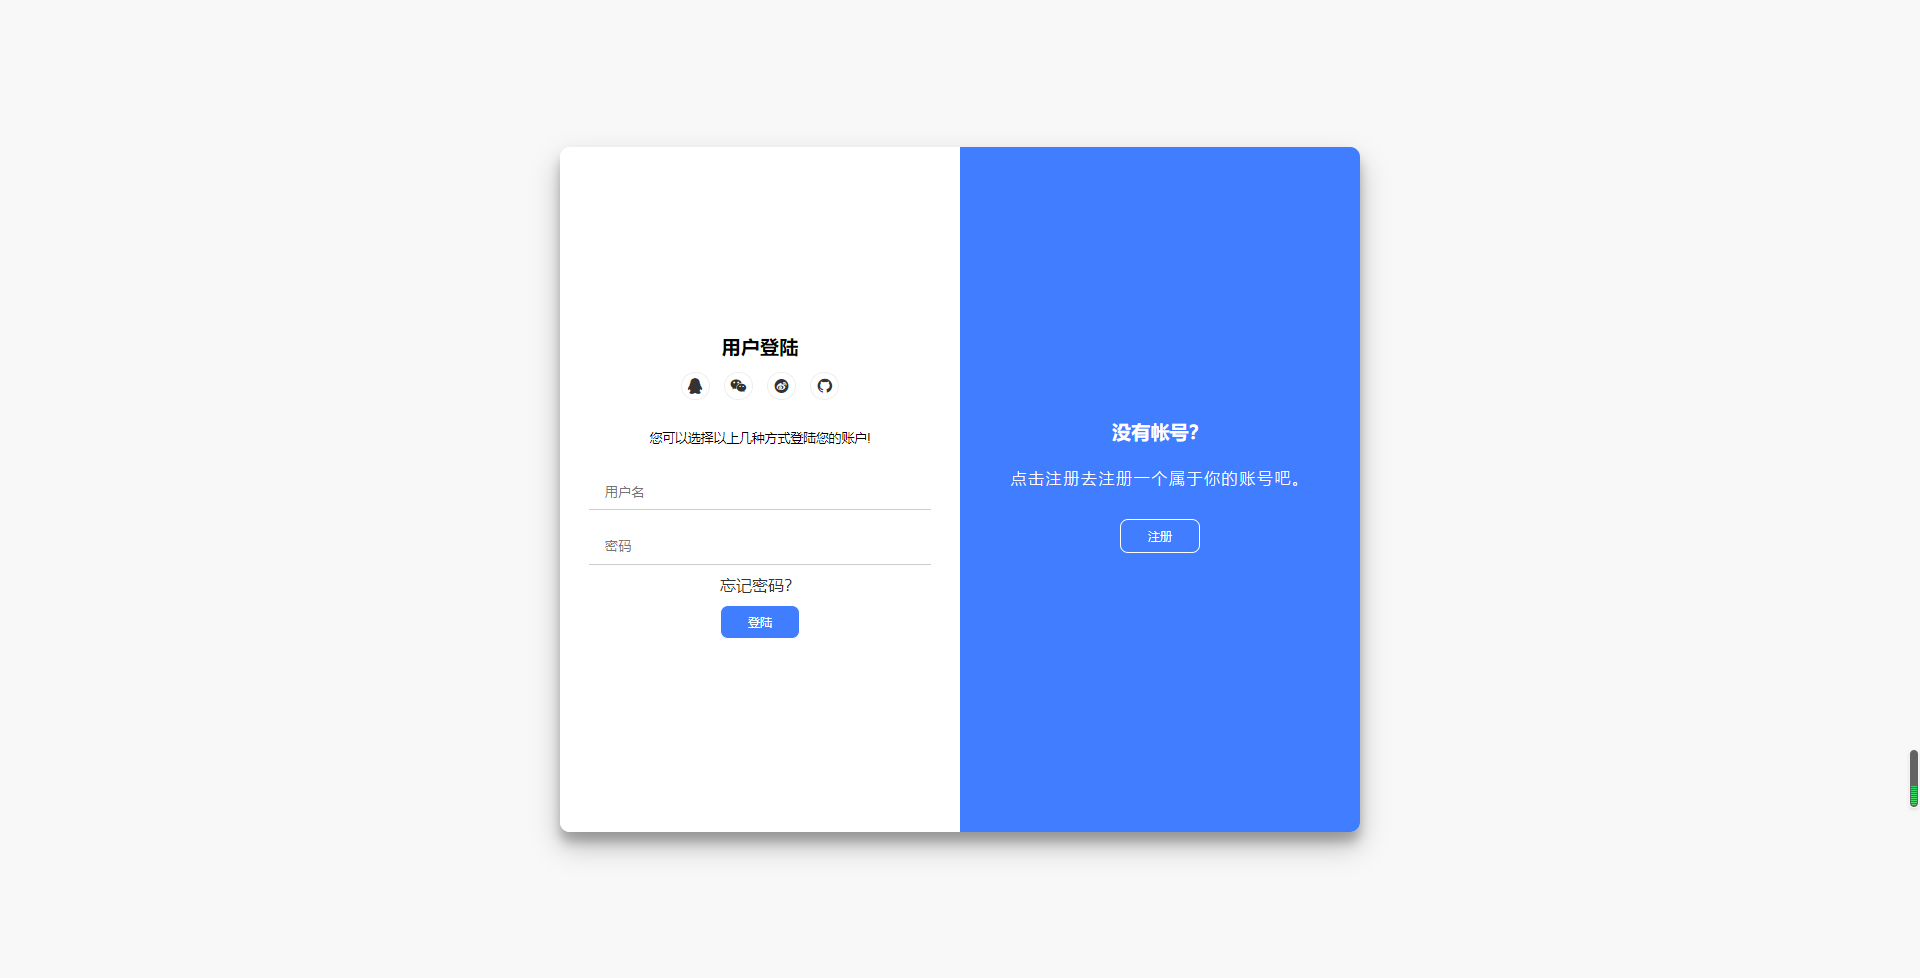 用户登陆
您可以选择以上几种方式登陆您的账户!
用户名
密码
忘记密码?
登陆
没有帐号?
点击注册去注册一个属于你的账号吧。
注册